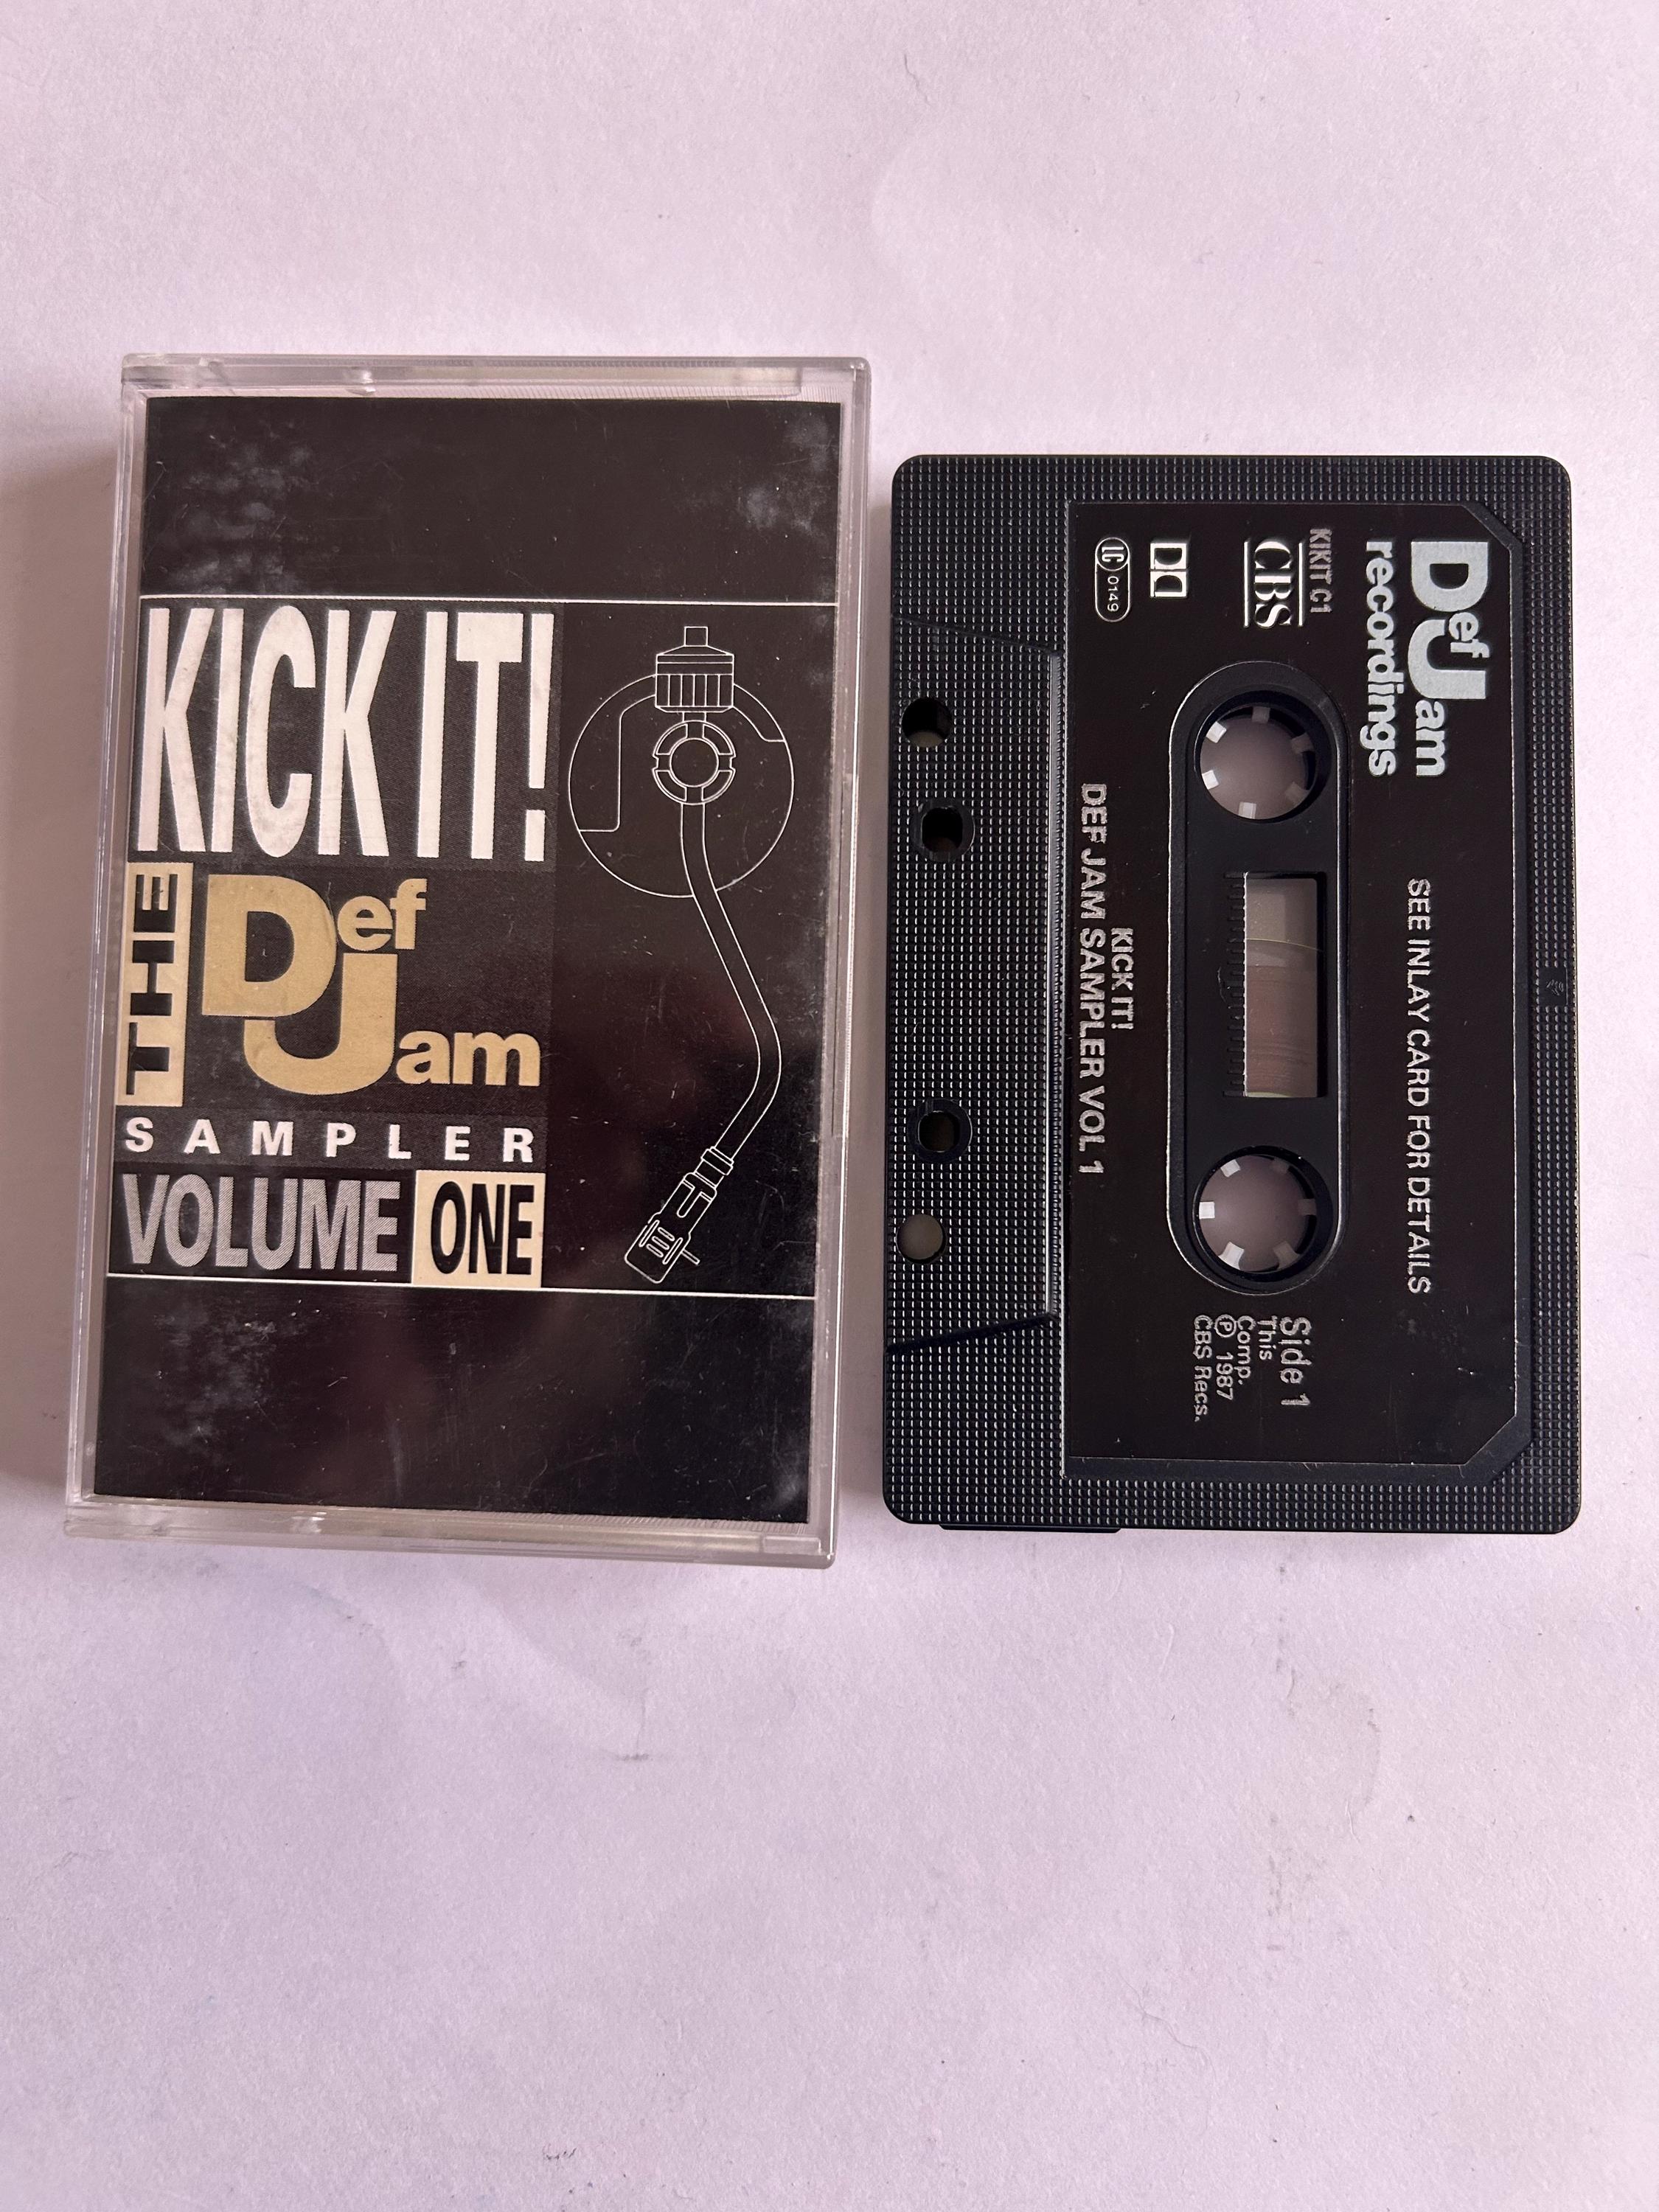 KICK IT!
THE
Def
Jam
SAMPLER
VOLUME ONE
Def Jam
recordings
SEE INLAY CARD FOR DETAILS
KIKIT C1
CBS
LC 0149
Side 1
This
Comp.
℗ 1987
CBS Recs.
KICK IT!
DEF JAM SAMPLER VOL 1